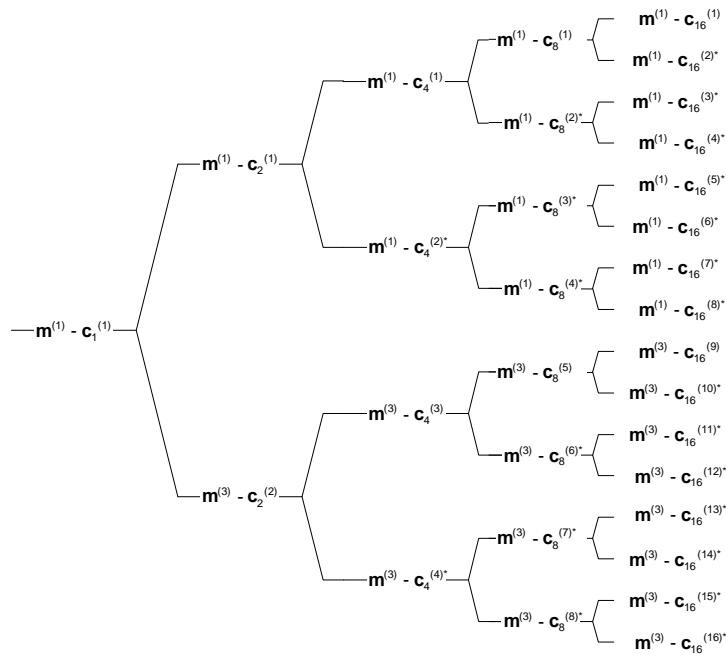 m⁽¹⁾ - c₁⁽¹⁾
m⁽¹⁾ - c₂⁽¹⁾
m⁽³⁾ - c₂⁽²⁾
m⁽¹⁾ - c₄⁽¹⁾
m⁽¹⁾ - c₄⁽²⁾*
m⁽³⁾ - c₄⁽³⁾
m⁽³⁾ - c₄⁽⁴⁾*
m⁽¹⁾ - c₈⁽¹⁾
m⁽¹⁾ - c₈⁽²⁾*
m⁽¹⁾ - c₈⁽³⁾*
m⁽¹⁾ - c₈⁽⁴⁾*
m⁽³⁾ - c₈⁽⁵⁾
m⁽³⁾ - c₈⁽⁶⁾*
m⁽³⁾ - c₈⁽⁷⁾*
m⁽³⁾ - c₈⁽⁸⁾*
m⁽¹⁾ - c₁₆⁽¹⁾
m⁽¹⁾ - c₁₆⁽²⁾*
m⁽¹⁾ - c₁₆⁽³⁾*
m⁽¹⁾ - c₁₆⁽⁴⁾*
m⁽¹⁾ - c₁₆⁽⁵⁾*
m⁽¹⁾ - c₁₆⁽⁶⁾*
m⁽¹⁾ - c₁₆⁽⁷⁾*
m⁽¹⁾ - c₁₆⁽⁸⁾*
m⁽³⁾ - c₁₆⁽⁹⁾
m⁽³⁾ - c₁₆⁽¹⁰⁾*
m⁽³⁾ - c₁₆⁽¹¹⁾*
m⁽³⁾ - c₁₆⁽¹²⁾*
m⁽³⁾ - c₁₆⁽¹³⁾*
m⁽³⁾ - c₁₆⁽¹⁴⁾*
m⁽³⁾ - c₁₆⁽¹⁵⁾*
m⁽³⁾ - c₁₆⁽¹⁶⁾*